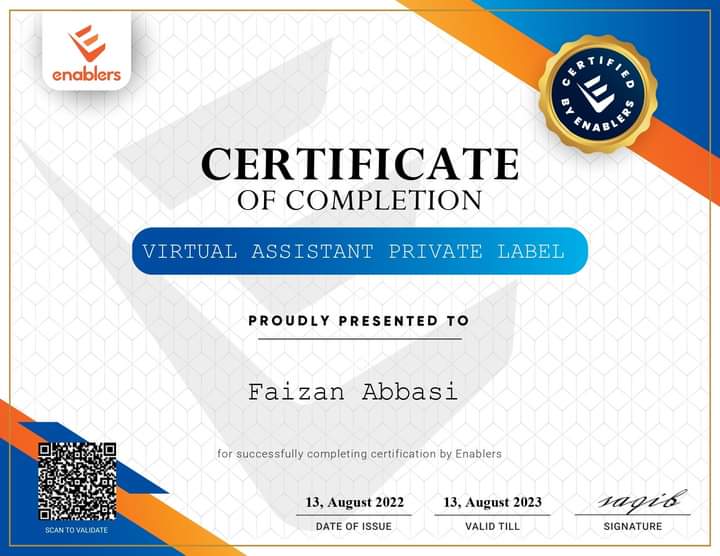 enablers
CERTIFIED
BY ENABLERS
CERTIFICATE
OF COMPLETION
VIRTUAL ASSISTANT PRIVATE LABEL
PROUDLY PRESENTED TO
Faizan Abbasi
for successfully completing certification by Enablers
13, August 2022
DATE OF ISSUE
13, August 2023
VALID TILL
saqib
SIGNATURE
SCAN TO VALIDATE